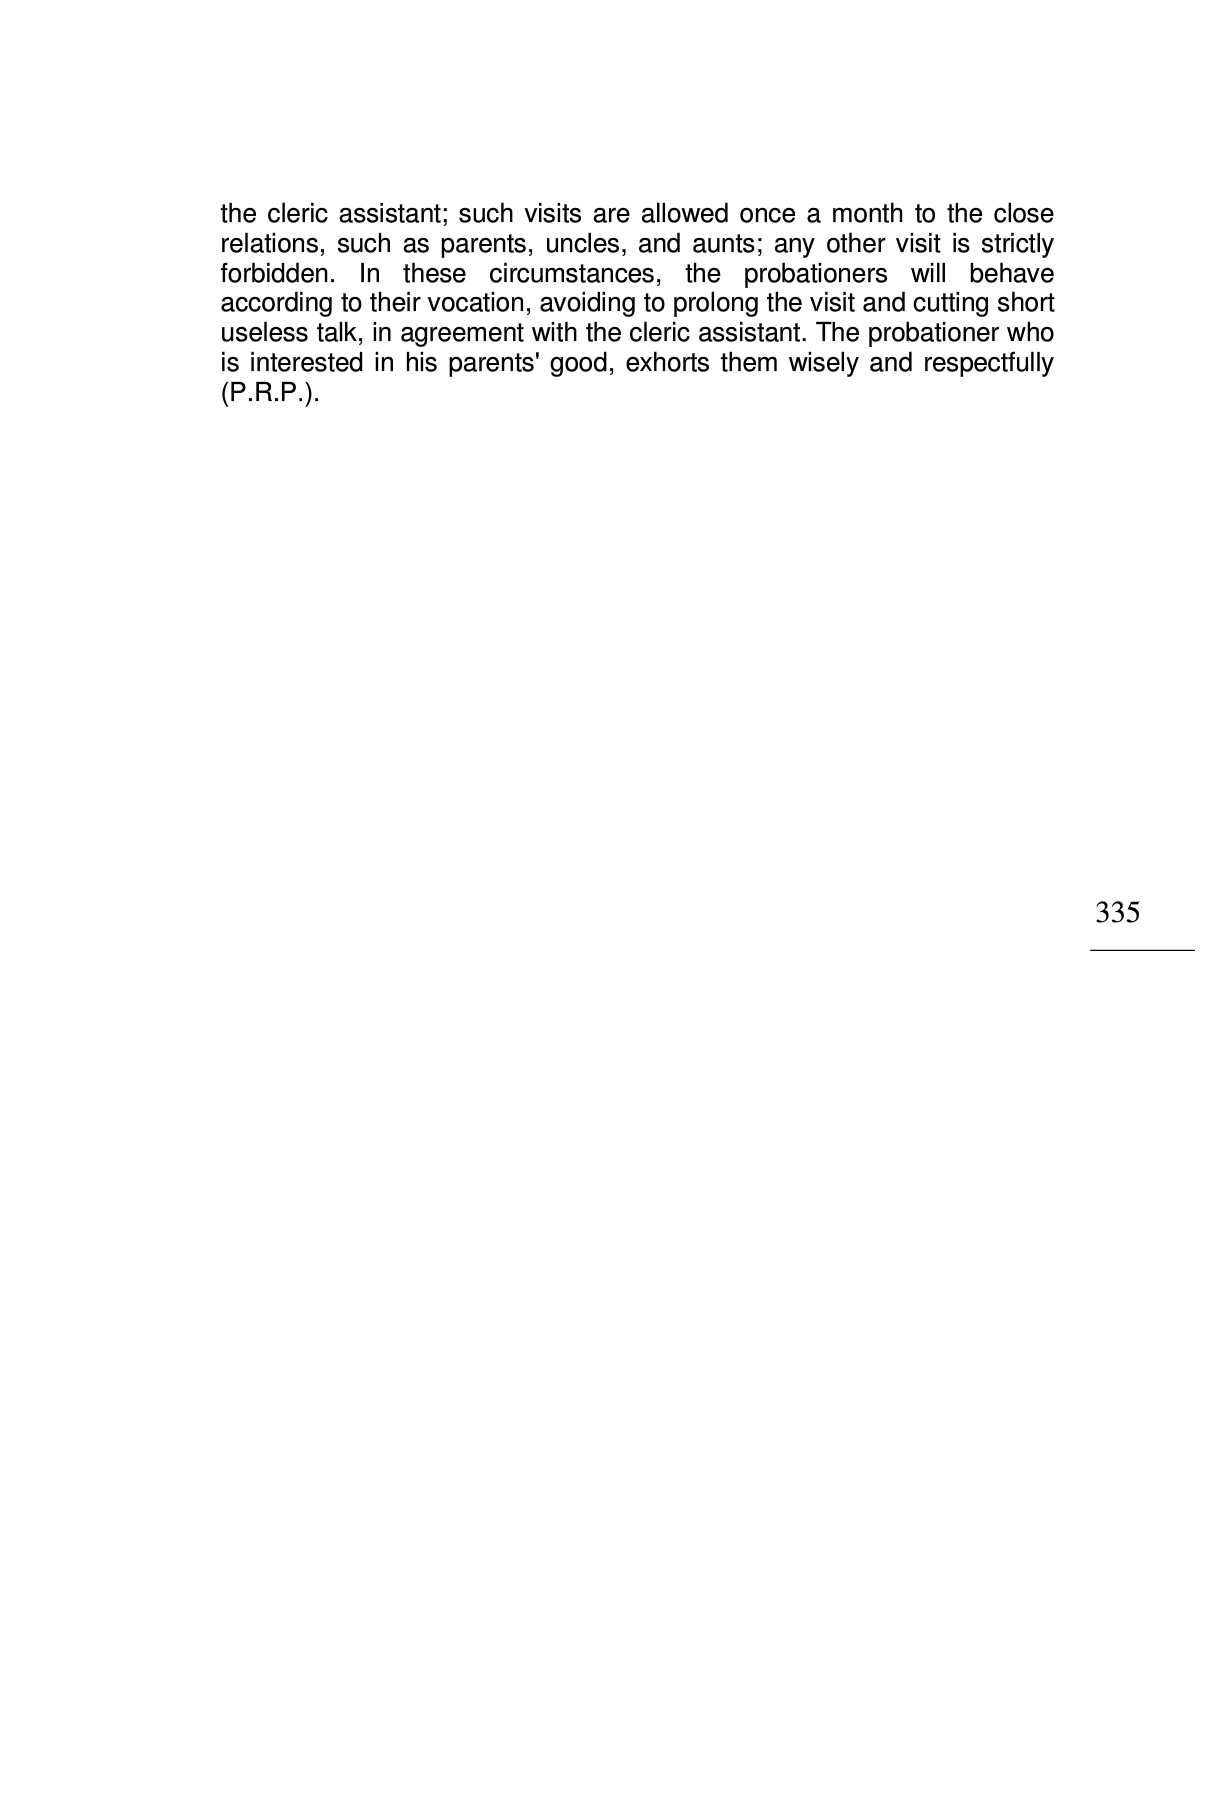 the cleric assistant; such visits are allowed once a month to the close
relations, such as parents, uncles, and aunts; any other visit is strictly
forbidden. In these circumstances, the probationers will behave
according to their vocation, avoiding to prolong the visit and cutting short
useless talk, in agreement with the cleric assistant. The probationer who
is interested in his parents' good, exhorts them wisely and respectfully
(P.R.P.).
335